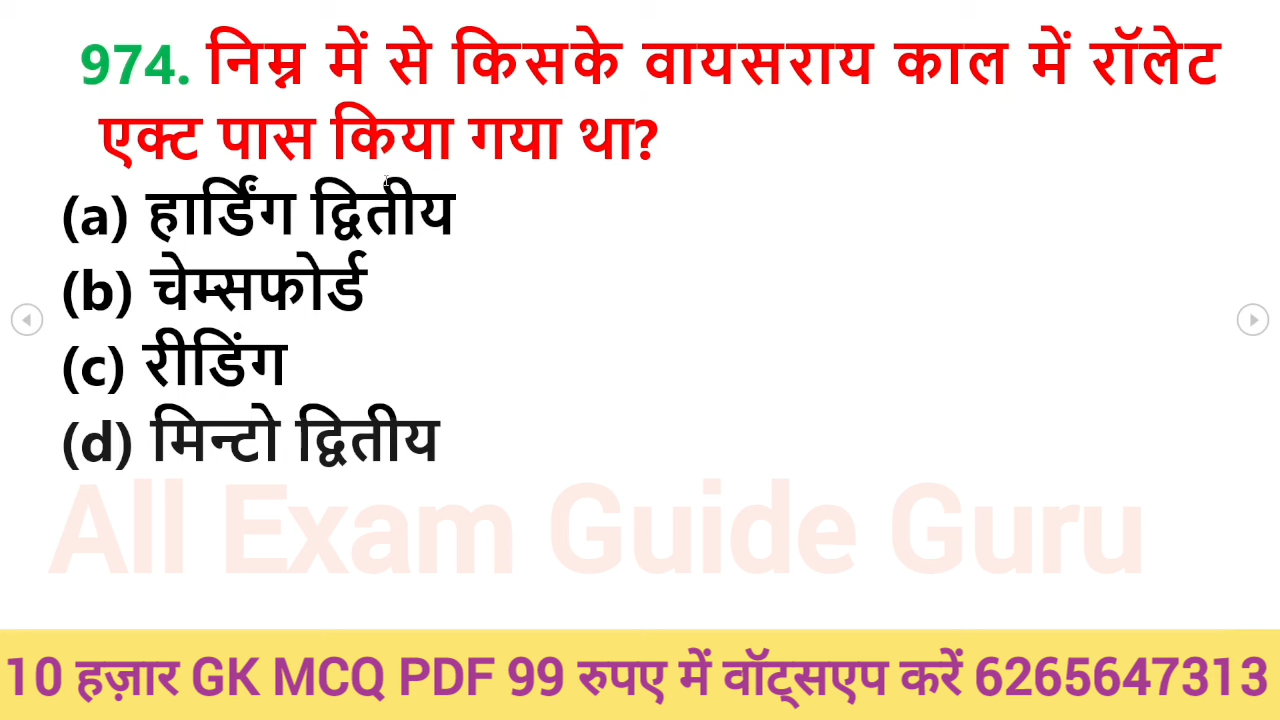 974. निम्न में से किसके वायसराय काल में रॉलेट
एक्ट पास किया गया था?
(a) हार्डिंग द्वितीय
(b) चेम्सफोर्ड
(c) रीडिंग
(d) मिन्टो द्वितीय
All Exam Guide Guru
10 हज़ार GK MCQ PDF 99 रुपए में वॉट्सएप करें 6265647313